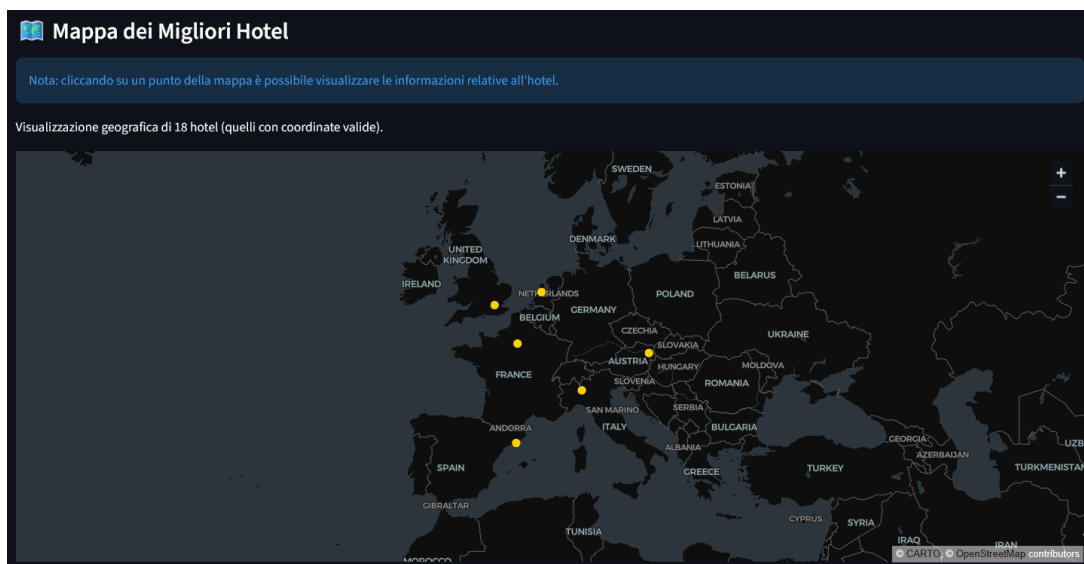 Mappa dei Migliori Hotel
Nota: cliccando su un punto della mappa è possibile visualizzare le informazioni relative all'hotel.
Visualizzazione geografica di 18 hotel (quelli con coordinate valide).
+
−
SWEDEN
ESTONIA
LATVIA
DENMARK
LITHUANIA
UNITED
KINGDOM
BELARUS
IRELAND
NETHERLANDS
POLAND
GERMANY
BELGIUM
CZECHIA
UKRAINE
SLOVAKIA
AUSTRIA
HUNGARY
MOLDOVA
FRANCE
SLOVENIA
ROMANIA
SAN MARINO
SERBIA
ANDORRA
ITALY
BULGARIA
GEORGIA
UZB
ALBANIA
AZERBAIJAN
SPAIN
GREECE
TURKEY
TURKMENISTAN
GIBRALTAR
CYPRUS
SYRIA
TUNISIA
IRAQ
IRAN
MOROCCO
© CARTO, © OpenStreetMap contributors